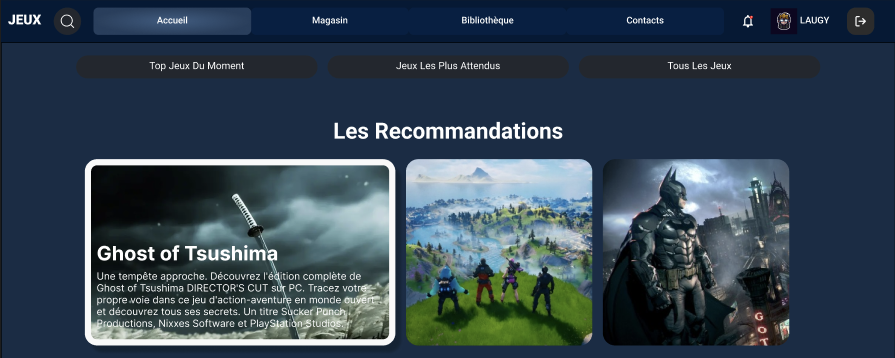 JEUX
Accueil
Magasin
Bibliothèque
Contacts
LAUGY
Top Jeux Du Moment
Jeux Les Plus Attendus
Tous Les Jeux
Les Recommandations
Ghost of Tsushima
Une tempête approche. Découvrez l'édition complète de
Ghost of Tsushima DIRECTOR'S CUT sur PC. Tracez votre
propre voie dans ce jeu d'action-aventure en monde ouvert
et découvrez tous ses secrets. Un titre Sucker Punch
Productions, Nixxes Software et PlayStation Studios.
GOT